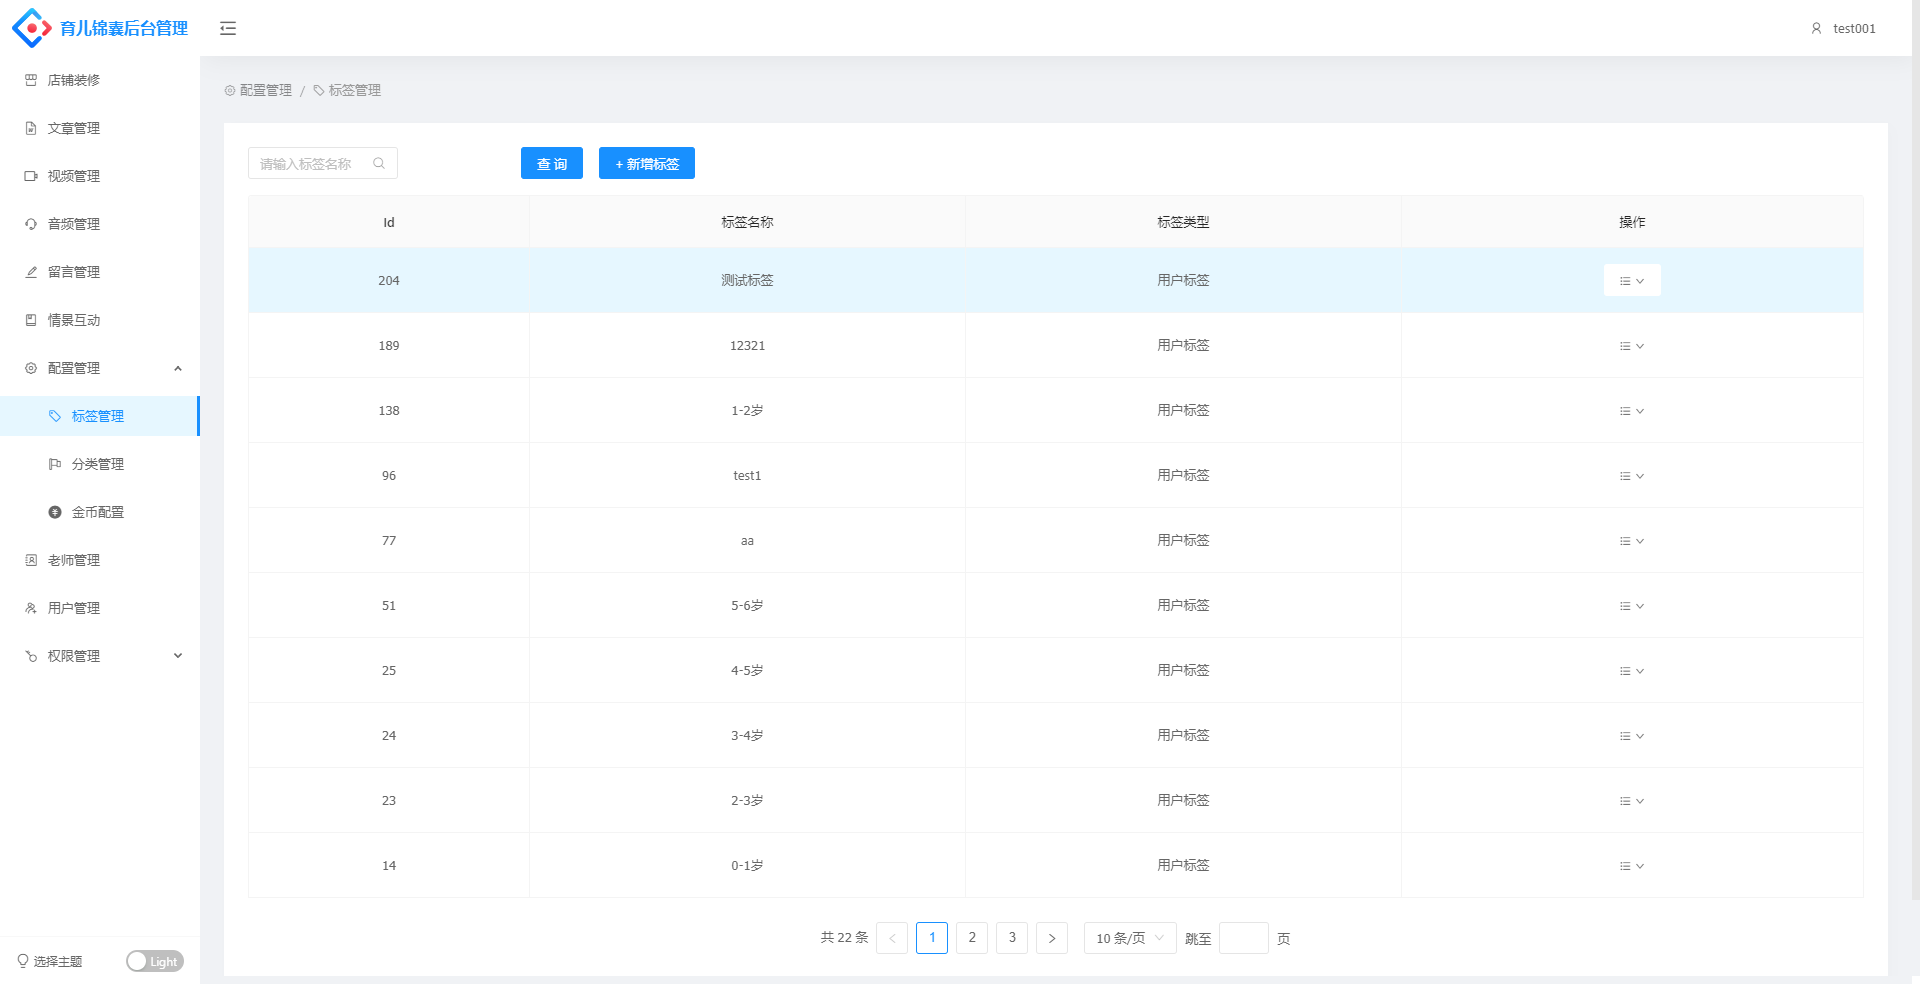 育儿锦囊后台管理
test001
店铺装修
文章管理
视频管理
音频管理
留言管理
情景互动
配置管理
标签管理
分类管理
金币配置
老师管理
用户管理
权限管理
选择主题 Light
配置管理 / 标签管理
请输入标签名称 查 询 + 新增标签
Id 标签名称 标签类型 操作
204 测试标签 用户标签
189 12321 用户标签
138 1-2岁 用户标签
96 test1 用户标签
77 aa 用户标签
51 5-6岁 用户标签
25 4-5岁 用户标签
24 3-4岁 用户标签
23 2-3岁 用户标签
14 0-1岁 用户标签
共 22 条 < 1 2 3 > 10 条/页 跳至 页